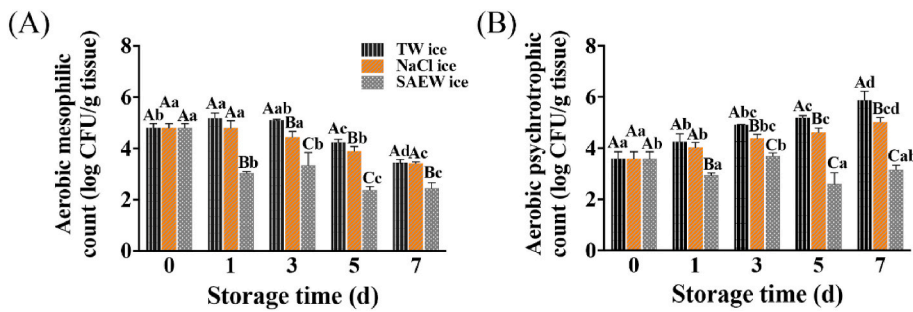 (A)
Aerobic mesophilic
count (log CFU/g tissue)
8
6
4
2
0
TW ice
NaCl ice
SAEW ice
Ab Aa Aa
Aa Aa Bb
Aab Ba Cb
Ac Bb Cc
Ad Ac Bc
0 1 3 5 7
Storage time (d)
(B)
Aerobic psychrotrophic
count (log CFU/g tissue)
8
6
4
2
0
Aa Aa Ab
Ab Ab Ba
Abc Bbc Cb
Ac Bc Ca
Ad Bcd Cab
0 1 3 5 7
Storage time (d)